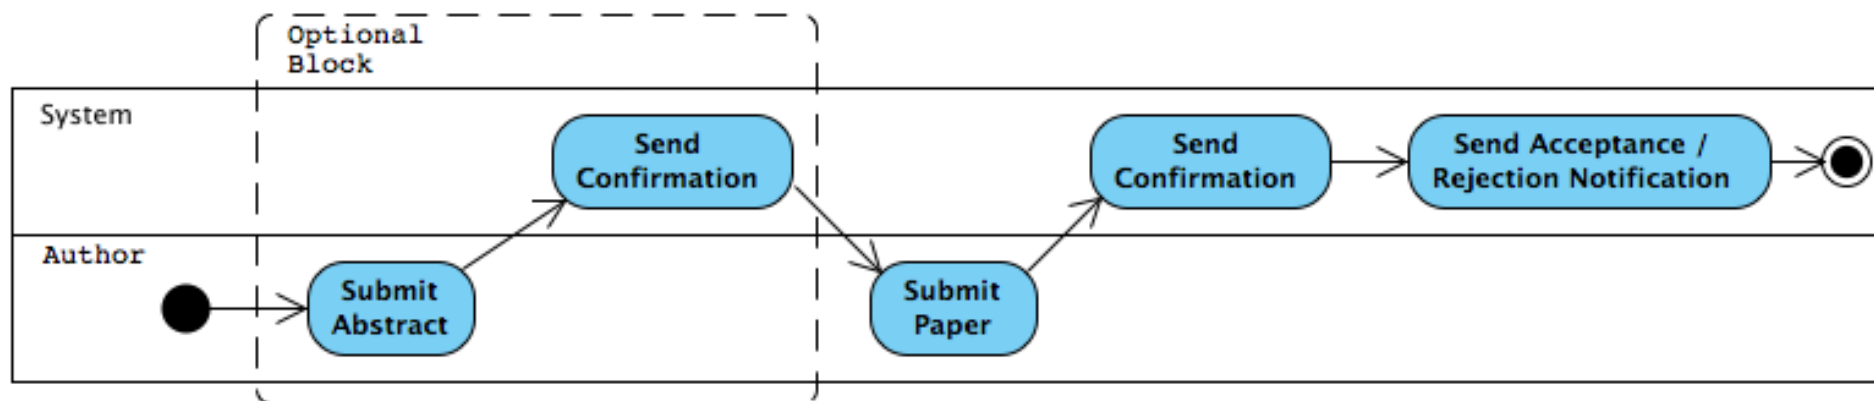 Optional
Block
System
Send
Confirmation
Send
Confirmation
Send Acceptance /
Rejection Notification
Author
Submit
Abstract
Submit
Paper